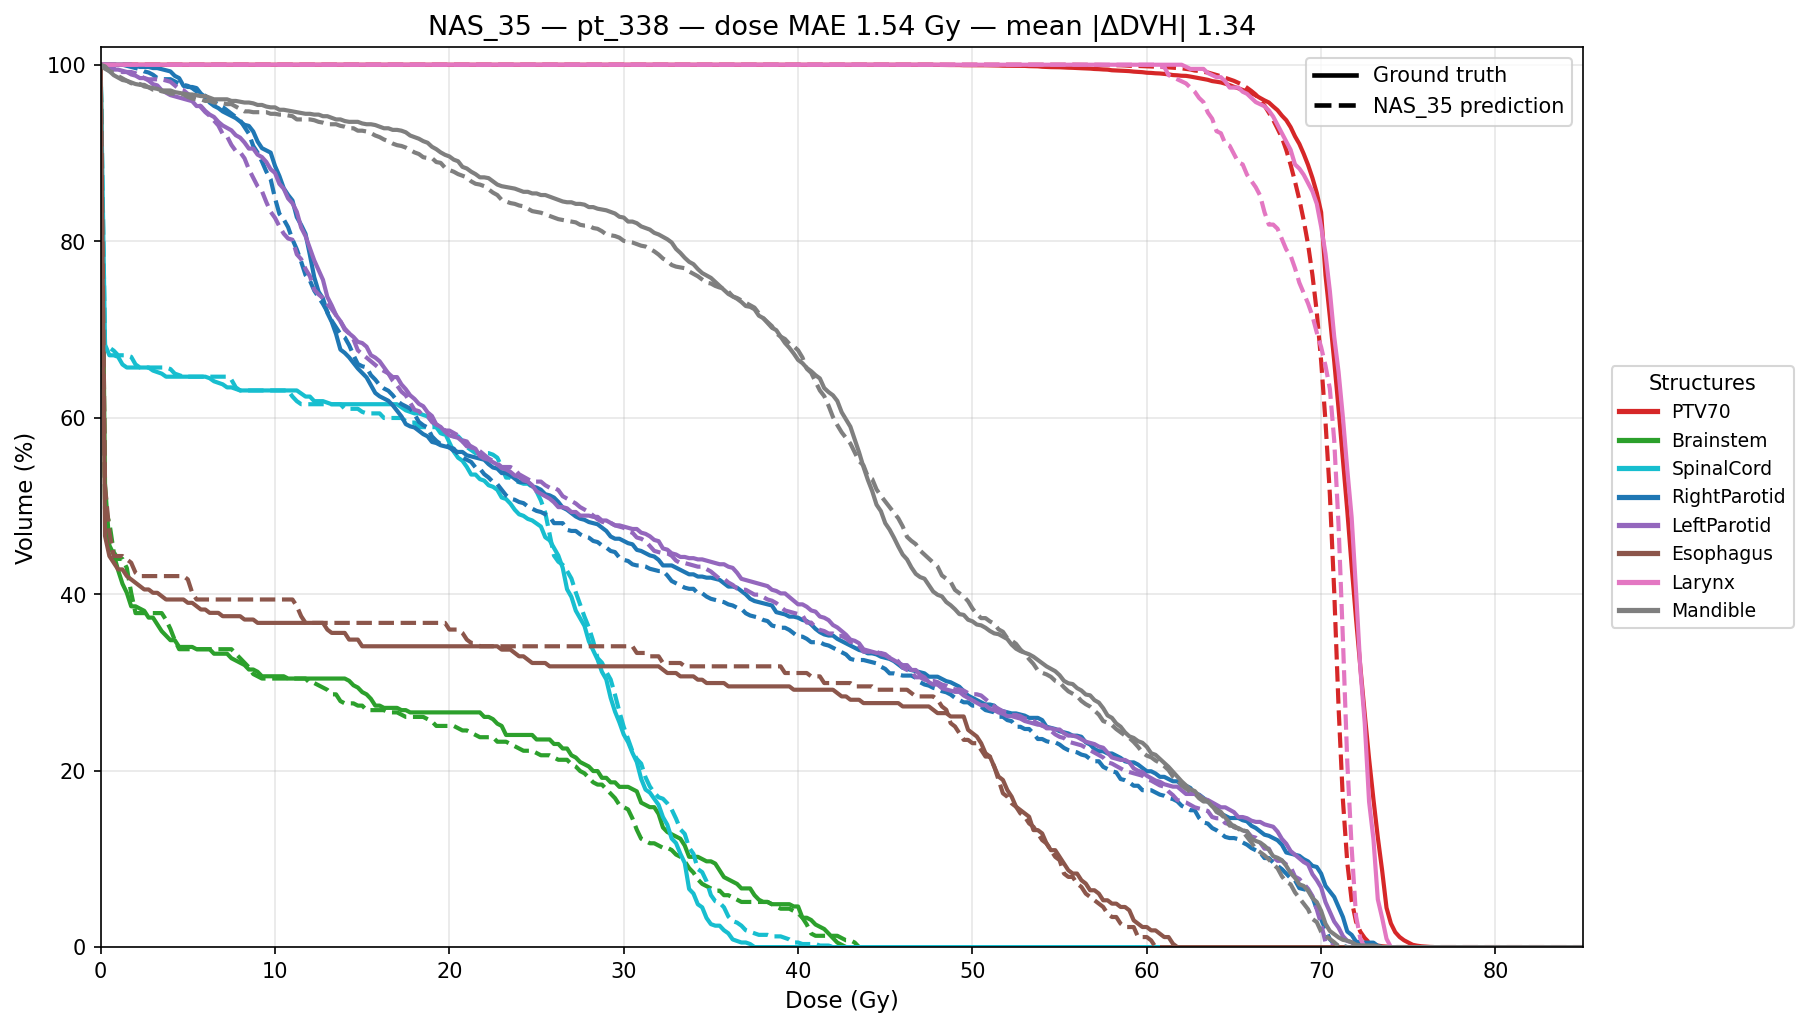 NAS_35 — pt_338 — dose MAE 1.54 Gy — mean |ΔDVH| 1.34
Ground truth
NAS_35 prediction
Volume (%)
100
80
60
40
20
0
0 10 20 30 40 50 60 70 80
Dose (Gy)
Structures
PTV70
Brainstem
SpinalCord
RightParotid
LeftParotid
Esophagus
Larynx
Mandible